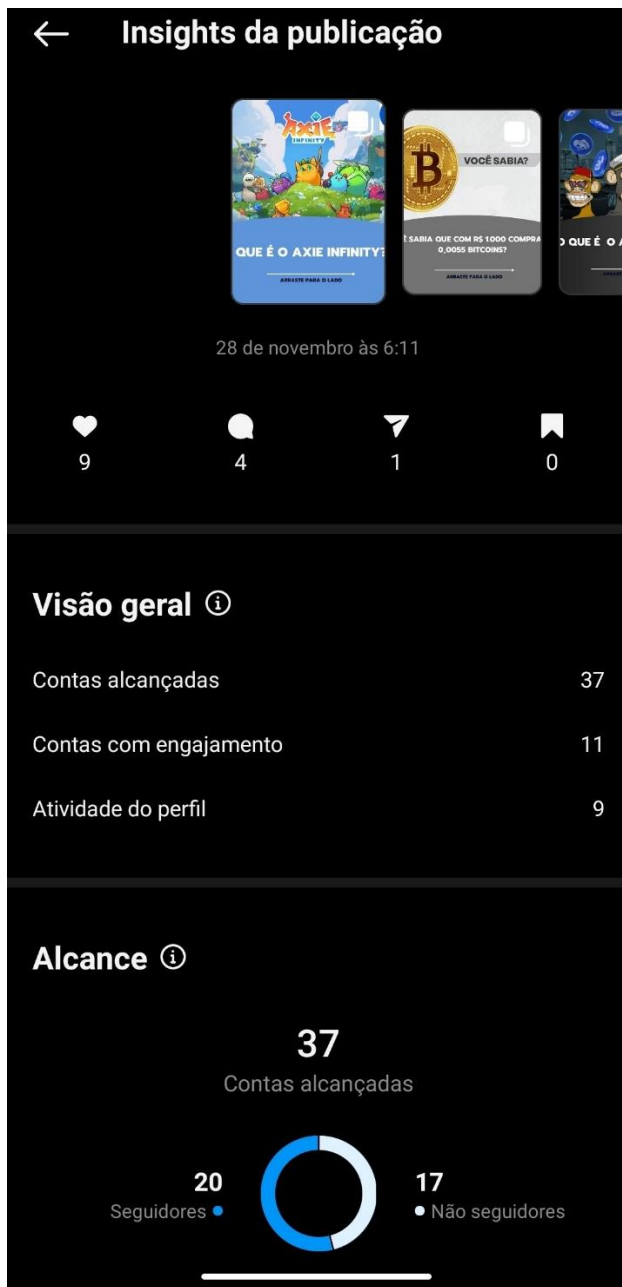 Insights da publicação
AXIE
INFINITY
QUE É O AXIE INFINITY?
ARRASTE PARA O LADO
VOCÊ SABIA?
SABIA QUE COM R$ 1.000 COMPRA
0,0055 BITCOINS?
ARRASTE PARA O LADO
O QUE É O
28 de novembro às 6:11
9
4
1
0
Visão geral
Contas alcançadas
37
Contas com engajamento
11
Atividade do perfil
9
Alcance
37
Contas alcançadas
20
Seguidores
17
Não seguidores